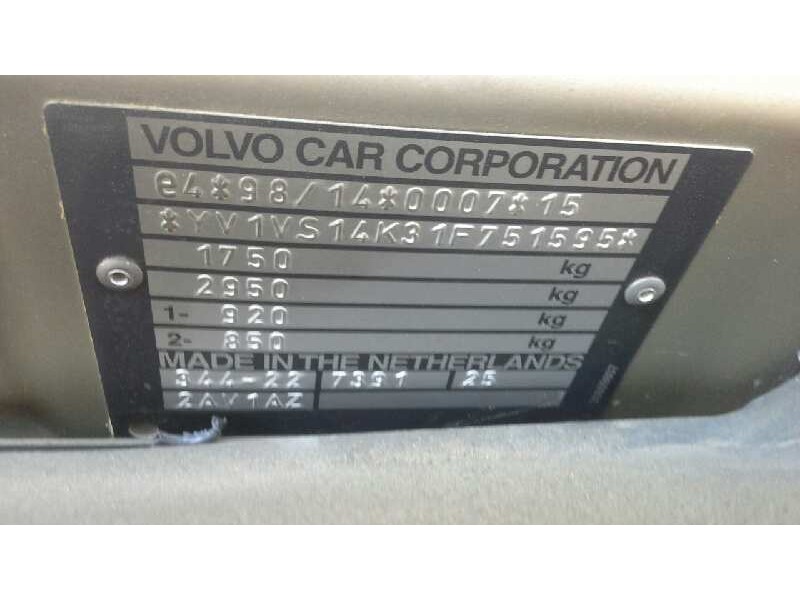 VOLVO CAR CORPORATION
e4*98/14*0007*15
*YV1VS14K31F751595*
1750 kg
2950 kg
1- 920 kg
2- 850 kg
MADE IN THE NETHERLANDS
344-22 7391 25
2AY1AZ